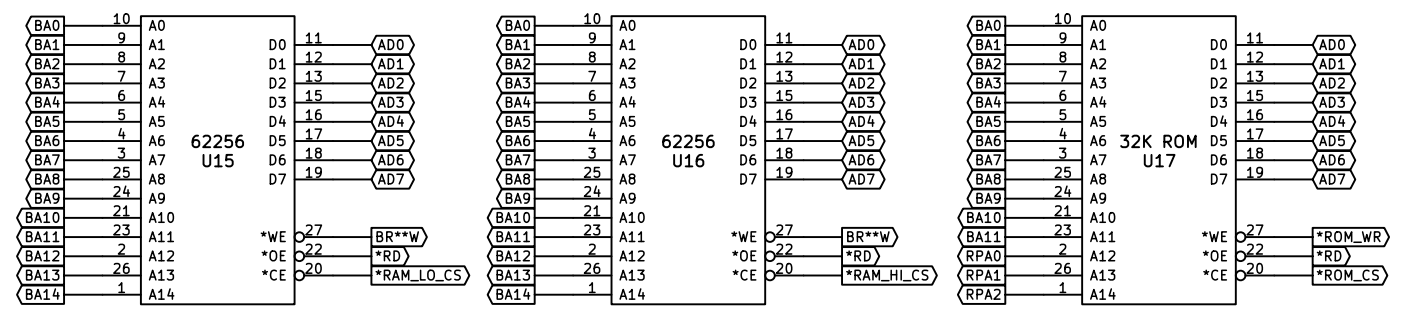 BA0 10 A0
BA1 9 A1 D0 11 AD0
BA2 8 A2 D1 12 AD1
BA3 7 A3 D2 13 AD2
BA4 6 A4 D3 15 AD3
BA5 5 A5 D4 16 AD4
BA6 4 A6 62256 D5 17 AD5
BA7 3 A7 U15 D6 18 AD6
BA8 25 A8 D7 19 AD7
BA9 24 A9
BA10 21 A10
BA11 23 A11 *WE 27 BR**W
BA12 2 A12 *OE 22 *RD
BA13 26 A13 *CE 20 *RAM_LO_CS
BA14 1 A14
BA0 10 A0
BA1 9 A1 D0 11 AD0
BA2 8 A2 D1 12 AD1
BA3 7 A3 D2 13 AD2
BA4 6 A4 D3 15 AD3
BA5 5 A5 D4 16 AD4
BA6 4 A6 62256 D5 17 AD5
BA7 3 A7 U16 D6 18 AD6
BA8 25 A8 D7 19 AD7
BA9 24 A9
BA10 21 A10
BA11 23 A11 *WE 27 BR**W
BA12 2 A12 *OE 22 *RD
BA13 26 A13 *CE 20 *RAM_HI_CS
BA14 1 A14
BA0 10 A0
BA1 9 A1 D0 11 AD0
BA2 8 A2 D1 12 AD1
BA3 7 A3 D2 13 AD2
BA4 6 A4 D3 15 AD3
BA5 5 A5 D4 16 AD4
BA6 4 A6 32K ROM D5 17 AD5
BA7 3 A7 U17 D6 18 AD6
BA8 25 A8 D7 19 AD7
BA9 24 A9
BA10 21 A10
BA11 23 A11 *WE 27 *ROM_WR
RPA0 2 A12 *OE 22 *RD
RPA1 26 A13 *CE 20 *ROM_CS
RPA2 1 A14